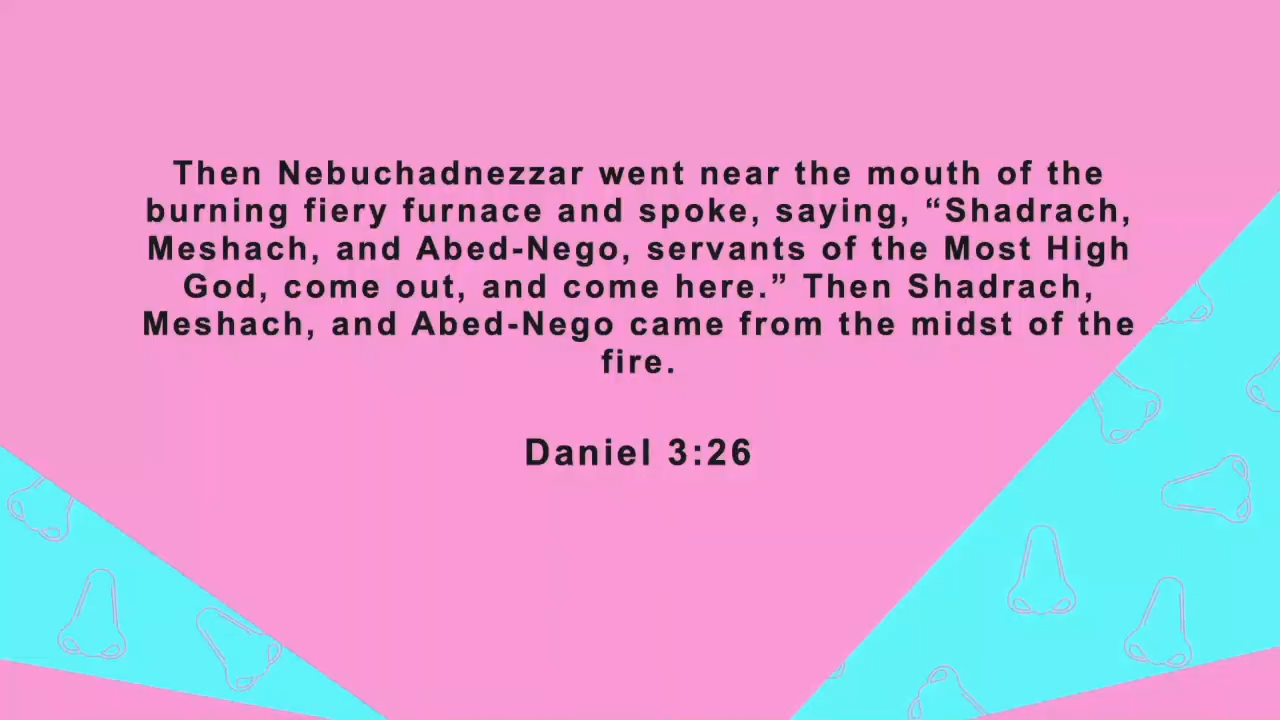 Then Nebuchadnezzar went near the mouth of the
burning fiery furnace and spoke, saying, “Shadrach,
Meshach, and Abed-Nego, servants of the Most High
God, come out, and come here.” Then Shadrach,
Meshach, and Abed-Nego came from the midst of the
fire.
Daniel 3:26